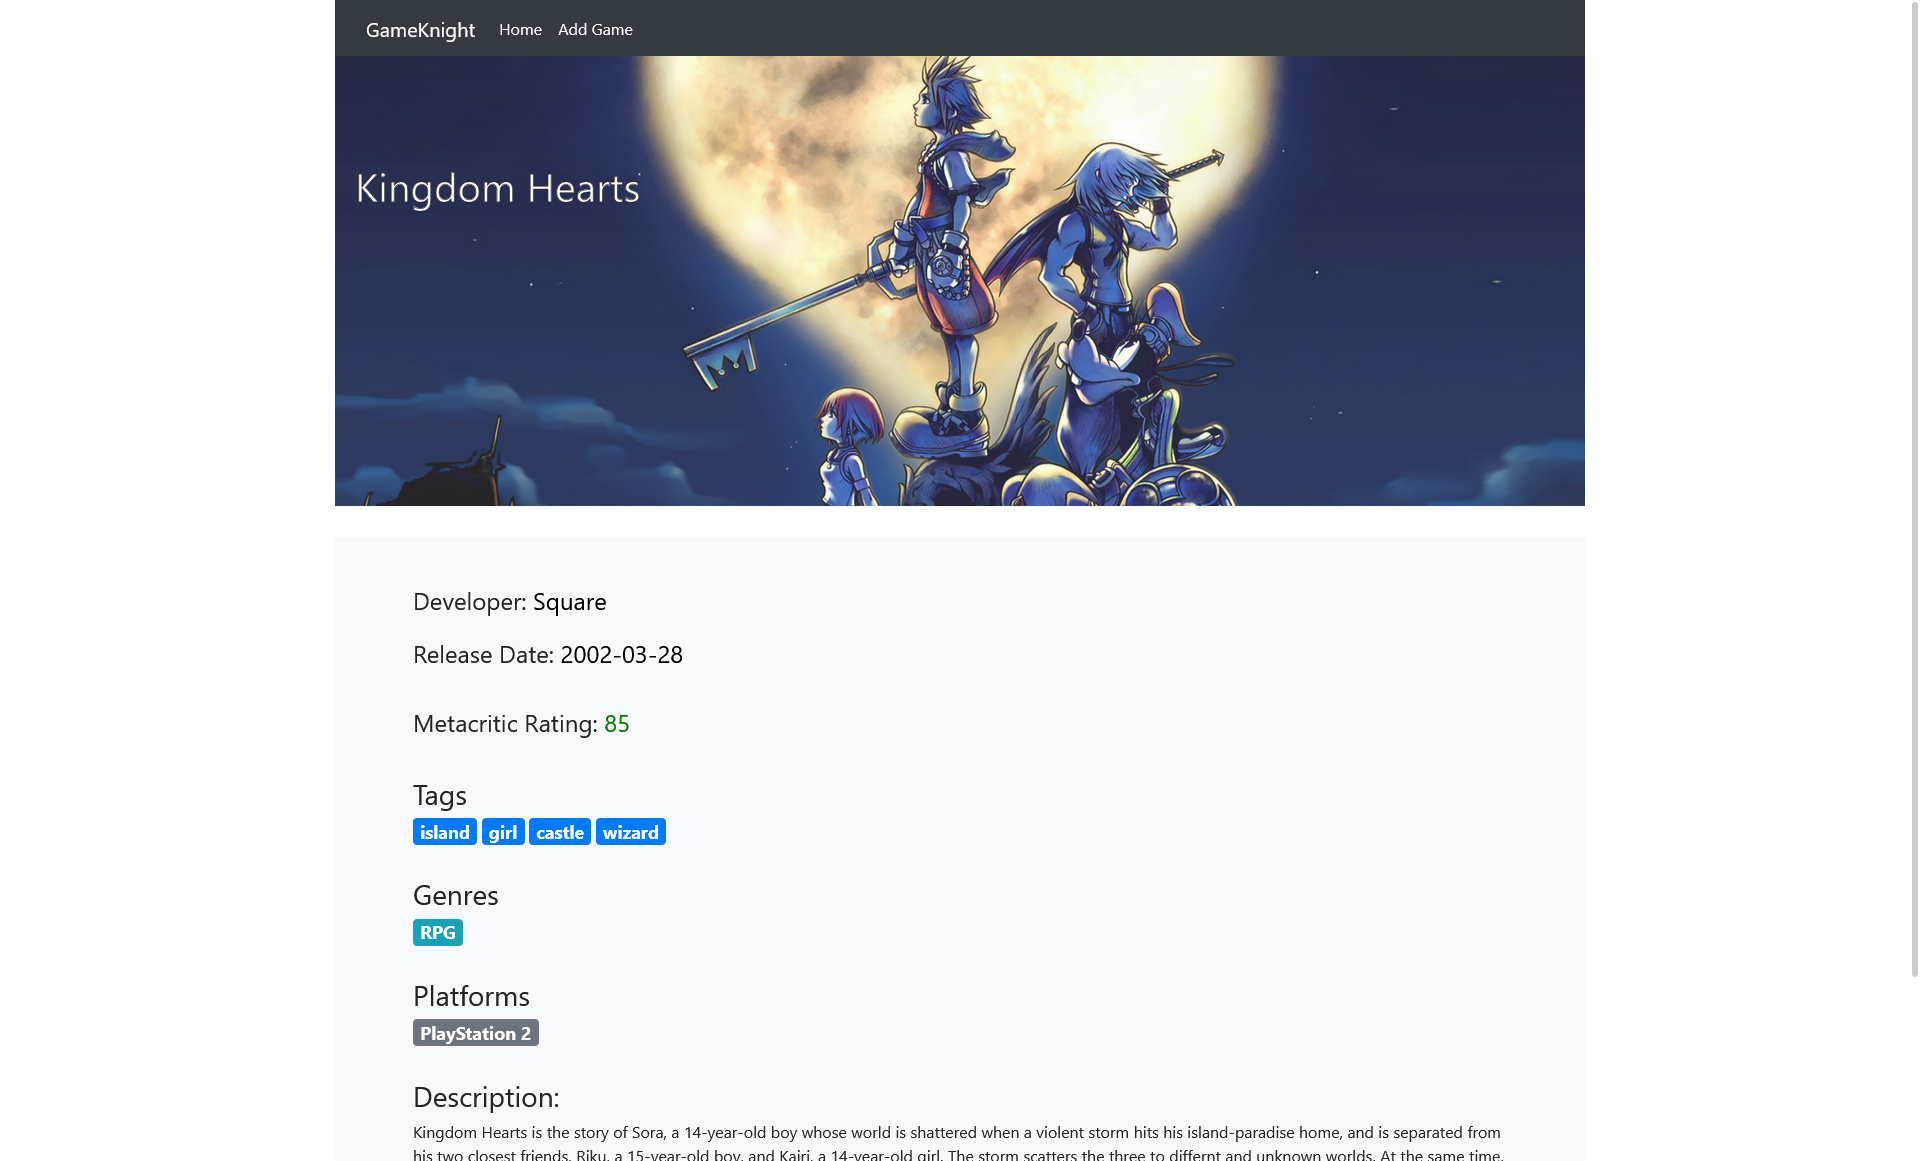 GameKnight Home Add Game
Kingdom Hearts
Developer: Square
Release Date: 2002-03-28
Metacritic Rating: 85
Tags
island girl castle wizard
Genres
RPG
Platforms
PlayStation 2
Description:
Kingdom Hearts is the story of Sora, a 14-year-old boy whose world is shattered when a violent storm hits his island-paradise home, and is separated from
his two closest friends, Riku, a 15-year-old boy, and Kairi, a 14-year-old girl. The storm scatters the three to differnt and unknown worlds. At the same time,